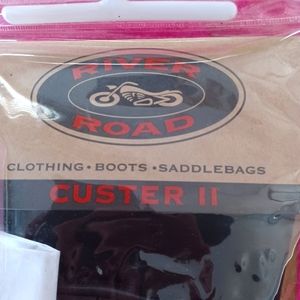 RIVER
ROAD
CLOTHING • BOOTS • SADDLEBAGS
CUSTER II